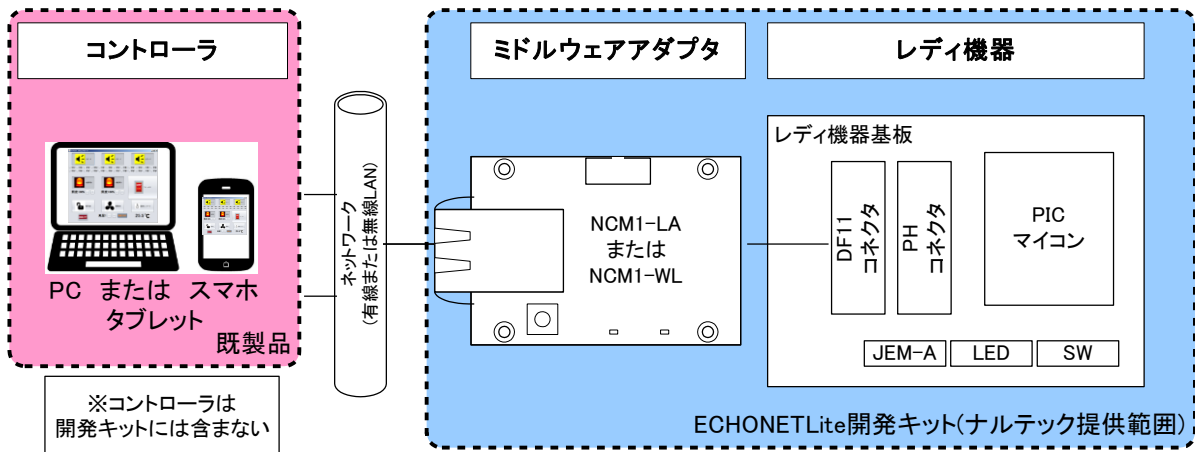 コントローラ
PC または スマホ
タブレット
既製品
※コントローラは
開発キットには含まない
ネットワーク
(有線または無線LAN)
ミドルウェアアダプタ
NCM1-LA
または
NCM1-WL
レディ機器
レディ機器基板
DF11
コネクタ
PH
コネクタ
PIC
マイコン
JEM-A
LED
SW
ECHONETLite開発キット(ナルテック提供範囲)